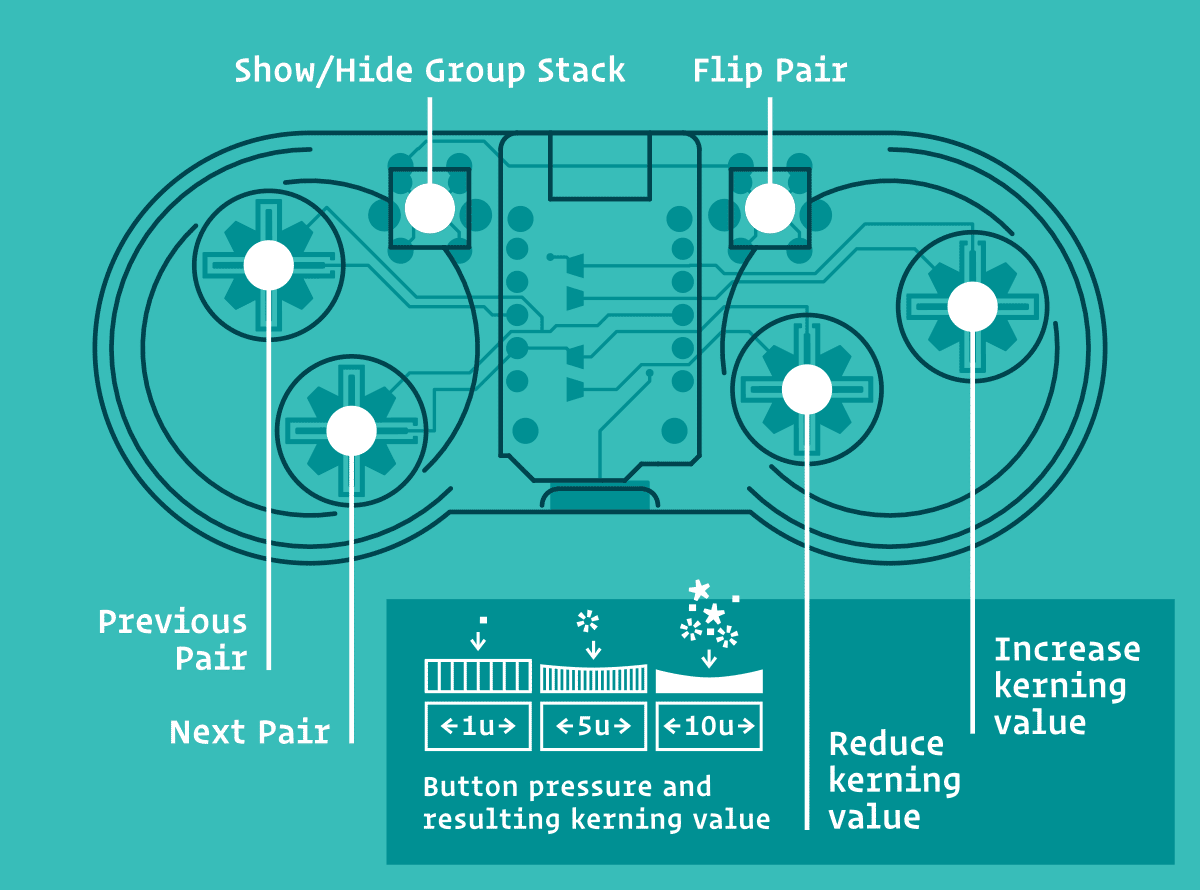 Show/Hide Group Stack
Flip Pair
Previous
Pair
Next Pair
←1u→
←5u→
←10u→
Button pressure and
resulting kerning value
Reduce
kerning
value
Increase
kerning
value